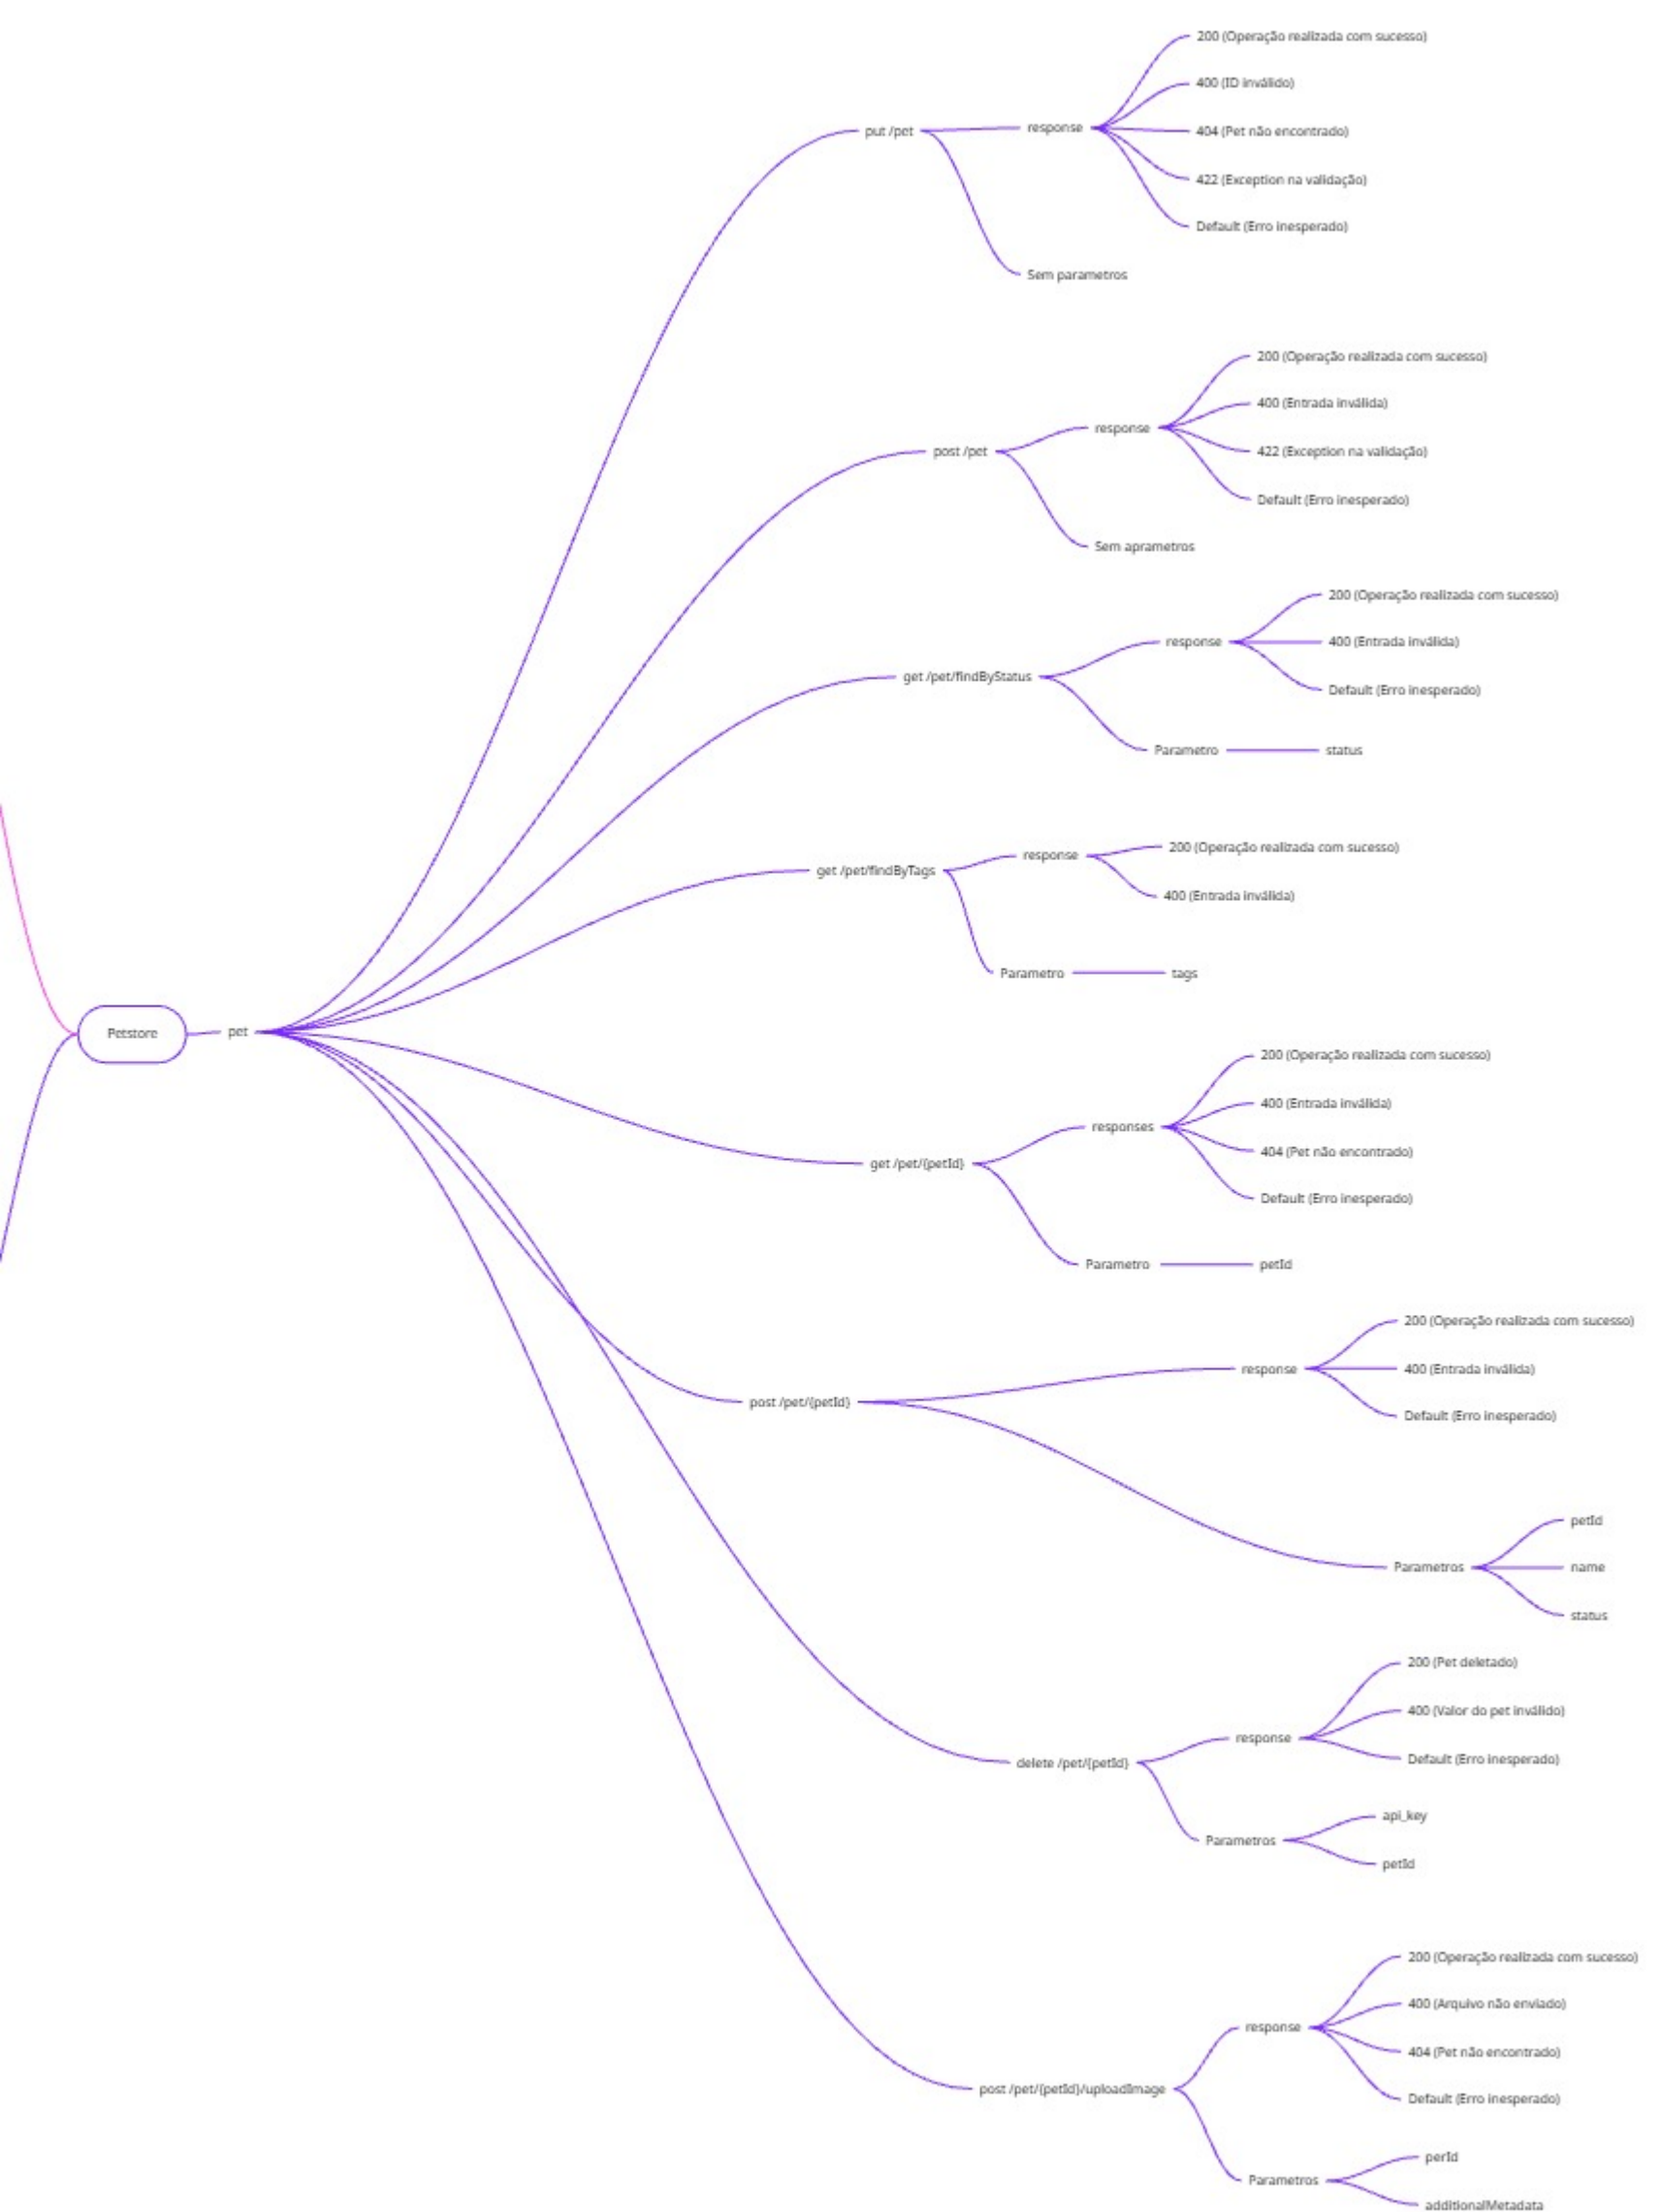 200 (Operação realizada com sucesso)
400 (ID inválido)
put /pet
response
404 (Pet não encontrado)
422 (Exception na validação)
Default (Erro inesperado)
Sem parametros
200 (Operação realizada com sucesso)
400 (Entrada inválida)
response
post /pet
422 (Exception na validação)
Default (Erro inesperado)
Sem aprametros
200 (Operação realizada com sucesso)
response
400 (Entrada inválida)
get /pet/findByStatus
Default (Erro inesperado)
Parametro
status
200 (Operação realizada com sucesso)
response
get /pet/findByTags
400 (Entrada inválida)
Parametro
tags
Petstore
pet
200 (Operação realizada com sucesso)
400 (Entrada inválida)
responses
404 (Pet não encontrado)
get /pet/{petId}
Default (Erro inesperado)
Parametro
petId
200 (Operação realizada com sucesso)
response
400 (Entrada inválida)
post /pet/{petId}
Default (Erro inesperado)
petId
Parametros
name
status
200 (Pet deletado)
400 (Valor do pet inválido)
response
delete /pet/{petId}
Default (Erro inesperado)
api_key
Parametros
petId
200 (Operação realizada com sucesso)
400 (Arquivo não enviado)
response
404 (Pet não encontrado)
post /pet/{petId}/uploadImage
Default (Erro inesperado)
perId
Parametros
additionalMetadata